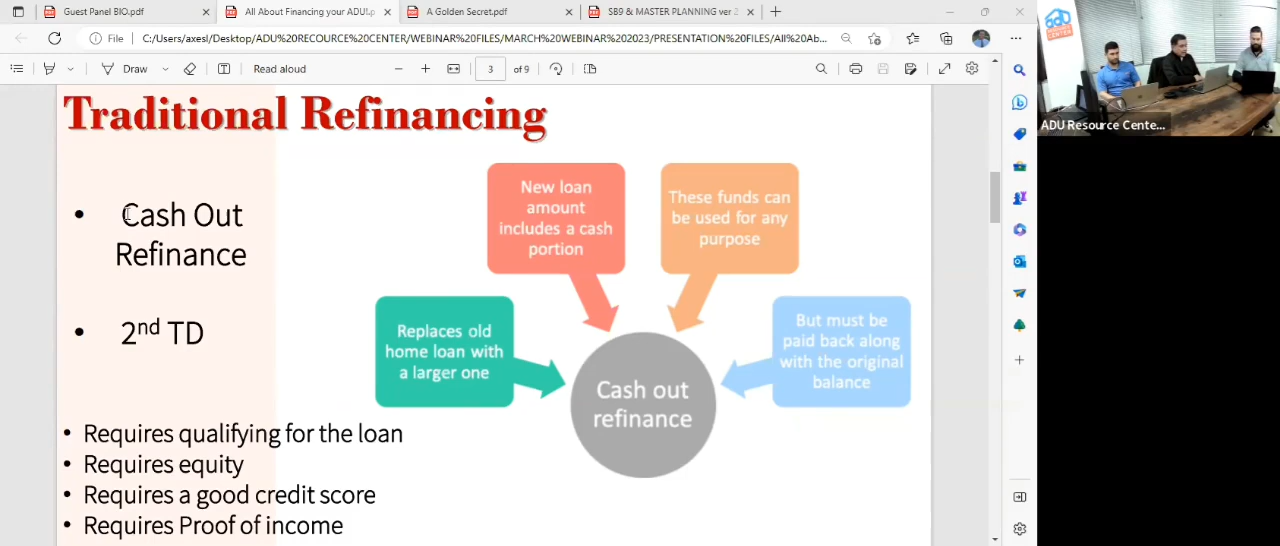 Guest Panel BIO.pdf
All About Financing your ADU!.p
A Golden Secret.pdf
SB9 & MASTER PLANNING ver 2
File
C:/Users/axesl/Desktop/ADU%20RESOURCE%20CENTER/WEBINAR%20FILES/MARCH%20WEBINAR%202023/PRESENTATION%20FILES/All%20Ab...
Draw
Read aloud
3
of 9
Traditional Refinancing
• Cash Out
Refinance
• 2nd TD
• Requires qualifying for the loan
• Requires equity
• Requires a good credit score
• Requires Proof of income
New loan
amount
includes a cash
portion
These funds can
be used for any
purpose
Replaces old
home loan with
a larger one
But must be
paid back along
with the original
balance
Cash out
refinance
adu
ADU Resource Cente...